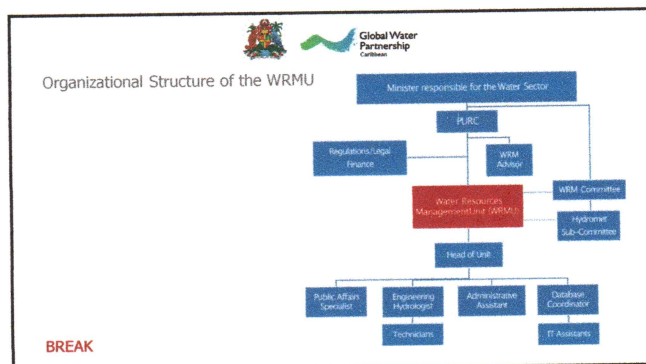 Global Water
Partnership
Caribbean
Organizational Structure of the WRMU
Minister responsible for the Water Sector
PURC
Regulations/Legal
Finance
WRM
Advisor
Water Resources
ManagementUnit (WRMU)
WRM Committee
Hydromet
Sub-Committee
Head of Unit
Public Affairs
Specialist
Engineering
Hydrologist
Administrative
Assistant
Database
Coordinator
Technicians
IT Assistants
BREAK